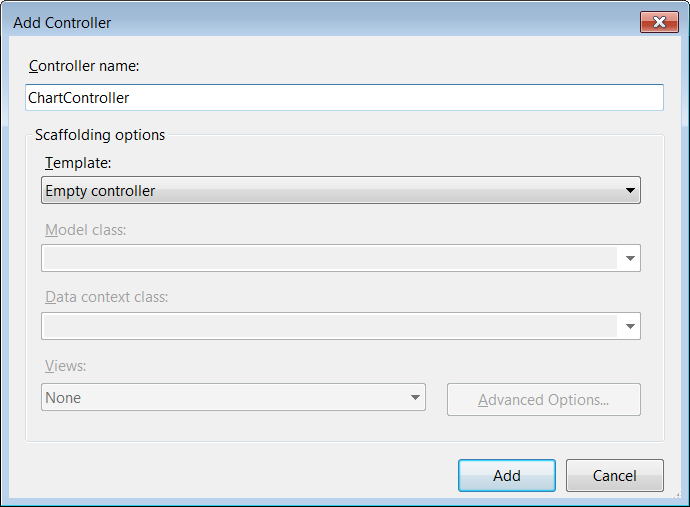 Add Controller
Controller name:
ChartController
Scaffolding options
Template:
Empty controller
Model class:
Data context class:
Views:
None
Advanced Options...
Add
Cancel